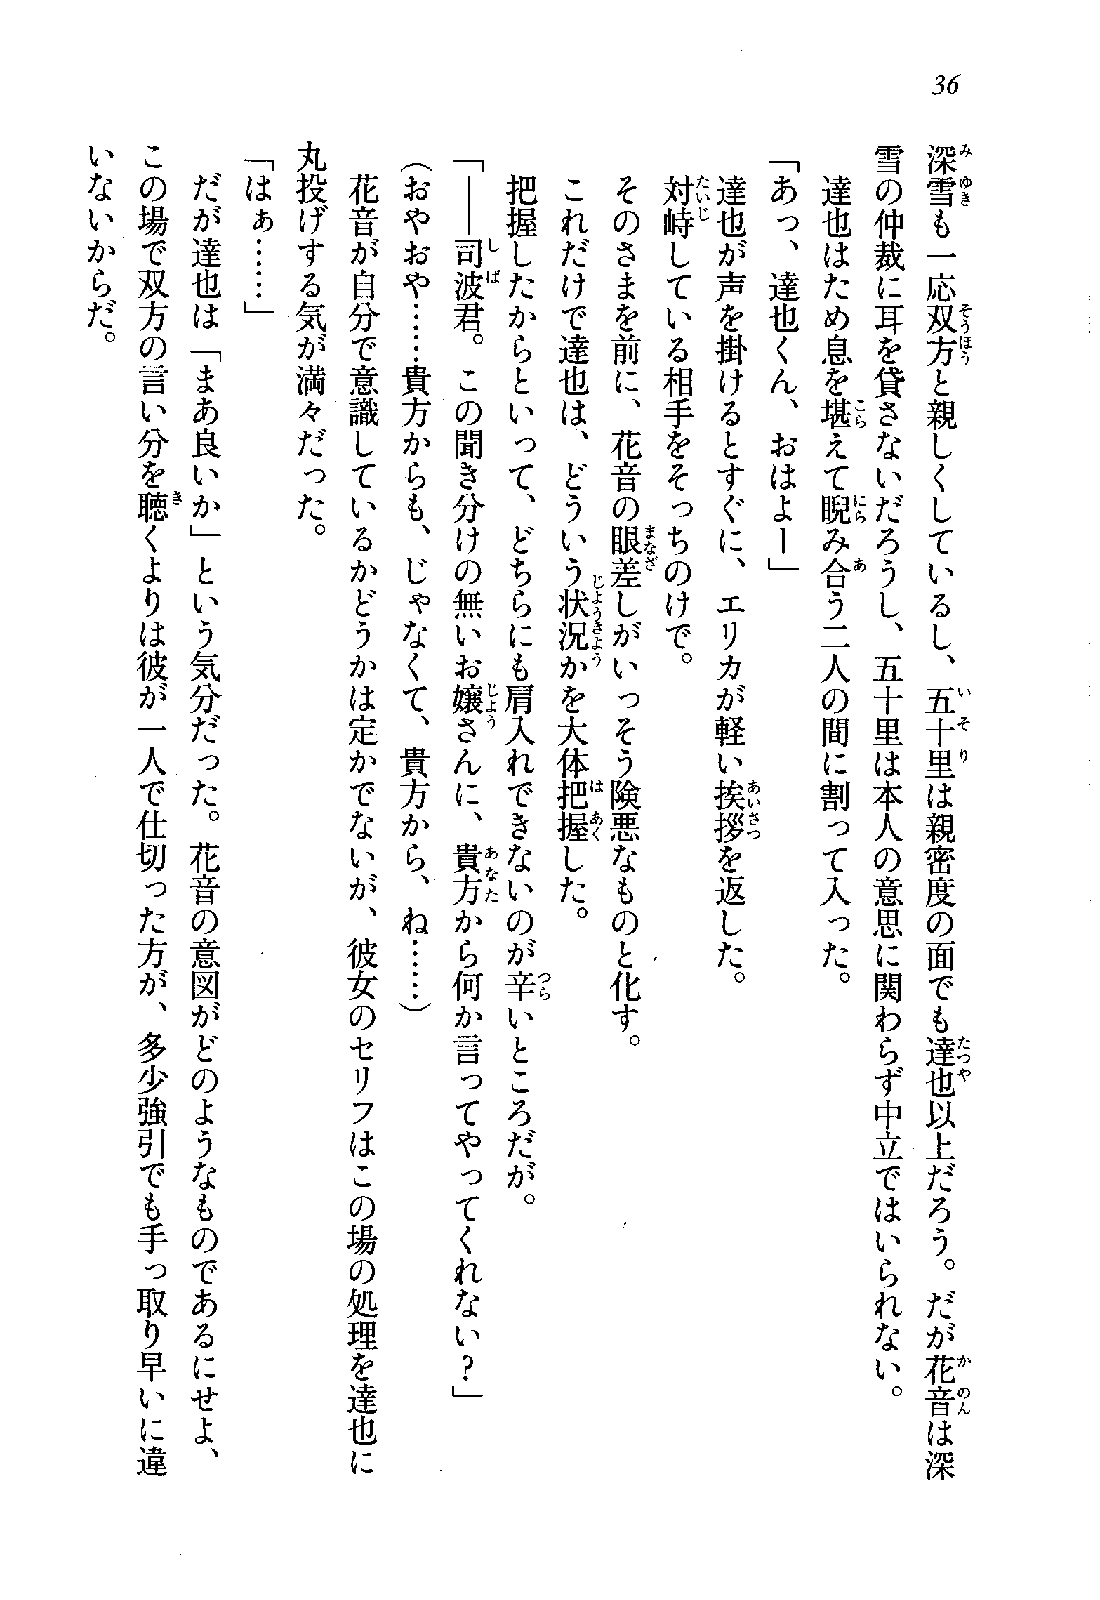 36
深雪も一応双方と親しくしているし、五十里は親密度の面でも達也以上だろう。だが花音は深
雪の仲裁に耳を貸さないだろうし、五十里は本人の意思に関わらず中立ではいられない。
達也はため息を堪えて睨み合う二人の間に割って入った。
「あっ、達也くん、おはよー」
達也が声を掛けるとすぐに、エリカが軽い挨拶を返した。
対峙している相手をそっちのけで。
そのさまを前に、花音の眼差しがいっそう険悪なものと化す。
これだけで達也は、どういう状況かを大体把握した。
把握したからといって、どちらにも肩入れできないのが辛いところだが。
「――司波君。この聞き分けの無いお嬢さんに、貴方から何か言ってやってくれない？」
（おやおや……貴方からも、じゃなくて、貴方から、ね……）
花音が自分で意識しているかどうかは定かでないが、彼女のセリフはこの場の処理を達也に
丸投げする気が満々だった。
「はぁ……」
だが達也は「まあ良いか」という気分だった。花音の意図がどのようなものであるにせよ、
この場で双方の言い分を聴くよりは彼が一人で仕切った方が、多少強引でも手っ取り早いに違
いないからだ。